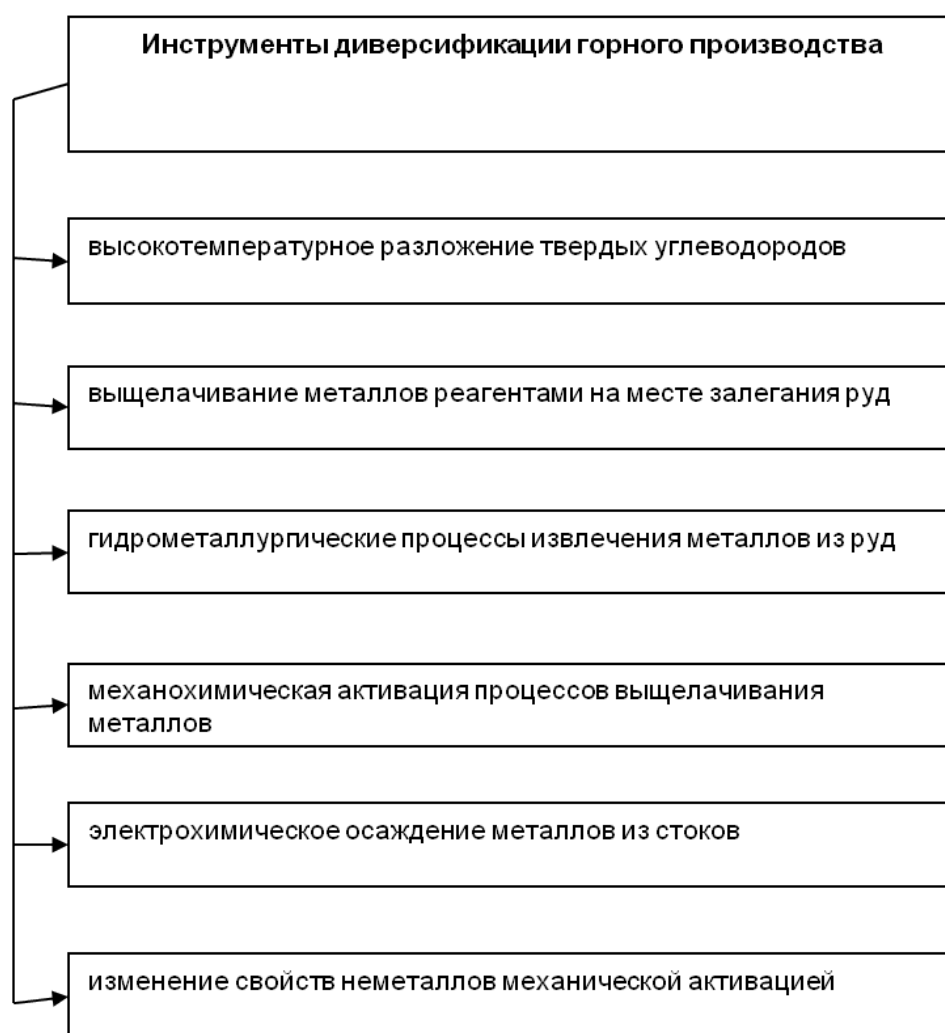 Инструменты диверсификации горного производства
высокотемпературное разложение твердых углеводородов
выщелачивание металлов реагентами на месте залегания руд
гидрометаллургические процессы извлечения металлов из руд
механохимическая активация процессов выщелачивания
металлов
электрохимическое осаждение металлов из стоков
изменение свойств неметаллов механической активацией